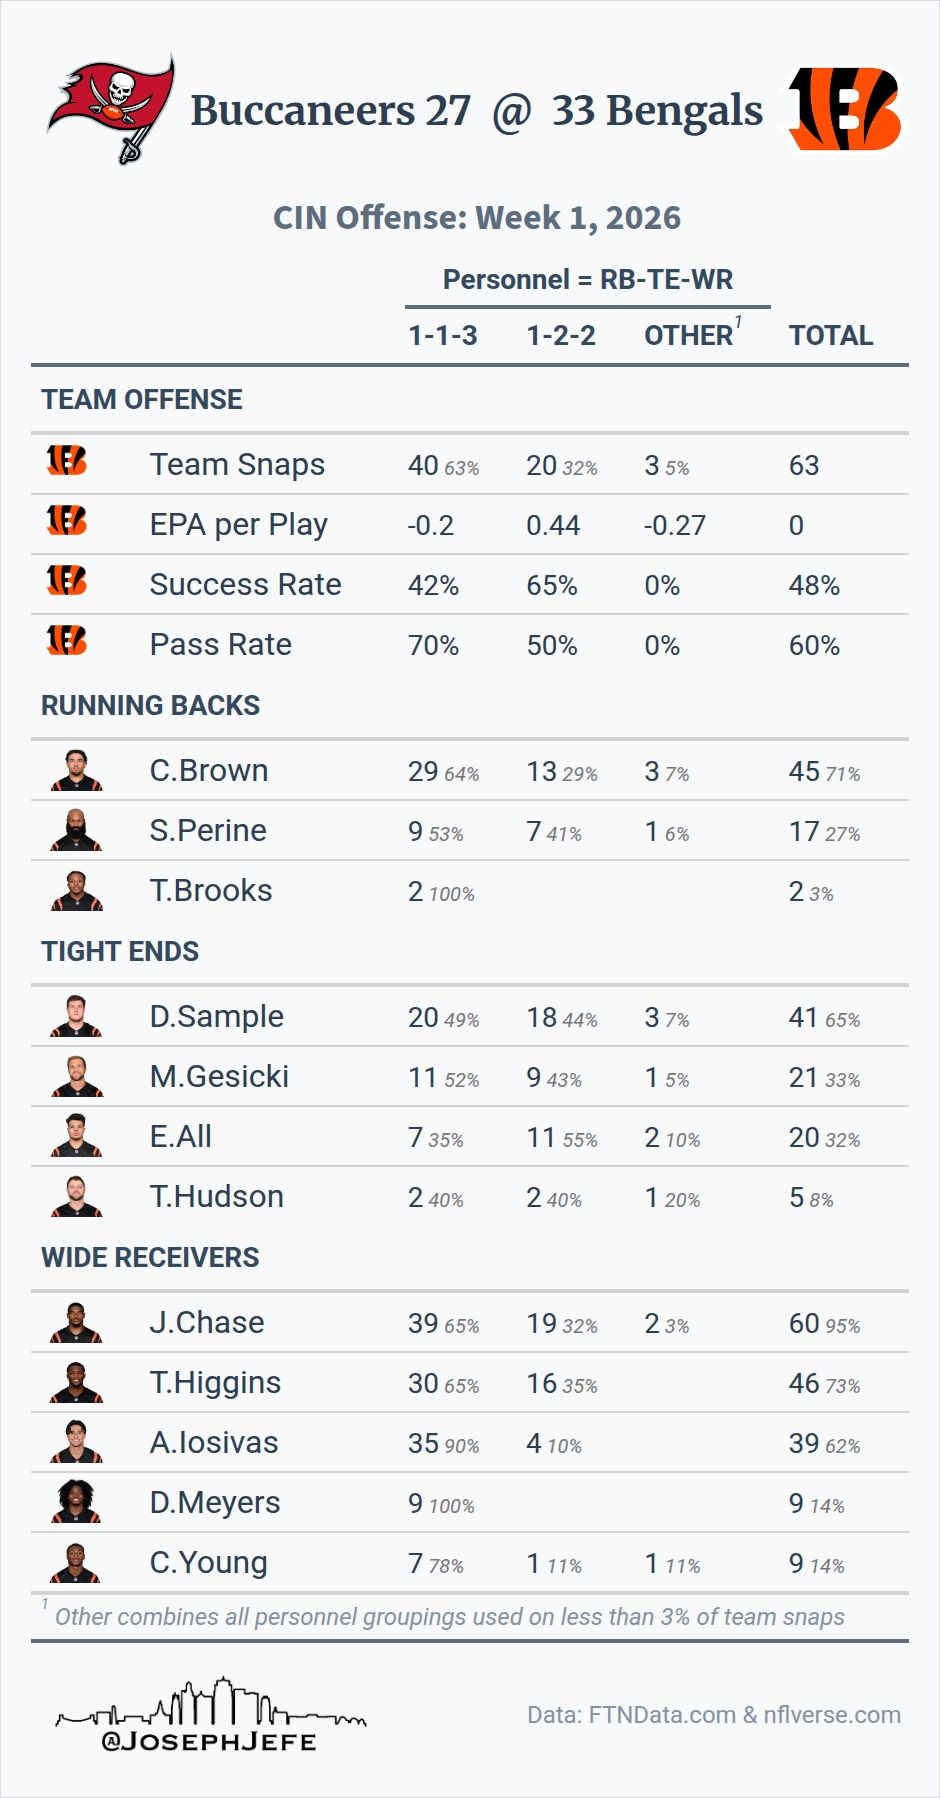 Buccaneers 27 @ 33 Bengals
CIN Offense: Week 1, 2026
Personnel = RB-TE-WR
1-1-3 1-2-2 OTHER¹ TOTAL
TEAM OFFENSE
Team Snaps 40 63% 20 32% 3 5% 63
EPA per Play -0.2 0.44 -0.27 0
Success Rate 42% 65% 0% 48%
Pass Rate 70% 50% 0% 60%
RUNNING BACKS
C.Brown 29 64% 13 29% 3 7% 45 71%
S.Perine 9 53% 7 41% 1 6% 17 27%
T.Brooks 2 100% 2 3%
TIGHT ENDS
D.Sample 20 49% 18 44% 3 7% 41 65%
M.Gesicki 11 52% 9 43% 1 5% 21 33%
E.All 7 35% 11 55% 2 10% 20 32%
T.Hudson 2 40% 2 40% 1 20% 5 8%
WIDE RECEIVERS
J.Chase 39 65% 19 32% 2 3% 60 95%
T.Higgins 30 65% 16 35% 46 73%
A.Iosivas 35 90% 4 10% 39 62%
D.Meyers 9 100% 9 14%
C.Young 7 78% 1 11% 1 11% 9 14%
¹ Other combines all personnel groupings used on less than 3% of team snaps
@JOSEPHJEFE
Data: FTNData.com & nflverse.com